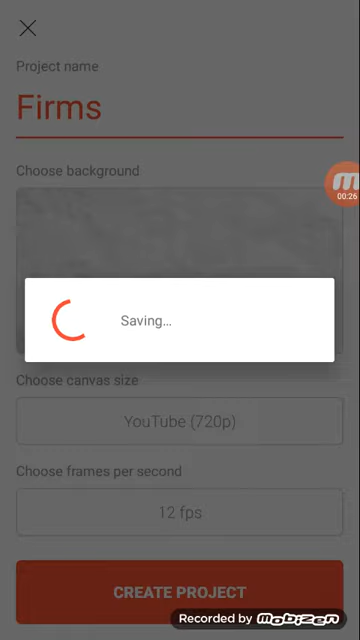 Project name
Firms
Choose background
00:26
Saving...
Choose canvas size
YouTube (720p)
Choose frames per second
12 fps
CREATE PROJECT
Recorded by Mobizen